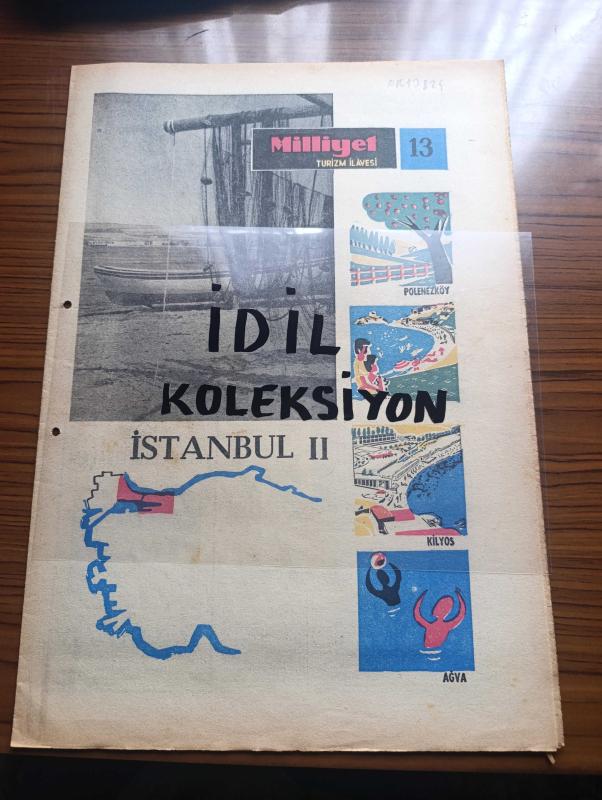 Milliyet
TURİZM İLAVESİ
13
POLENEZKÖY
İDİL
KOLEKSİYON
İSTANBUL II
KİLYOS
AĞVA